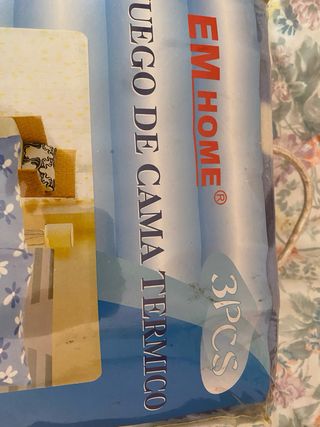 EM HOME®
UEGO DE CAMA TERMICO
3PCS